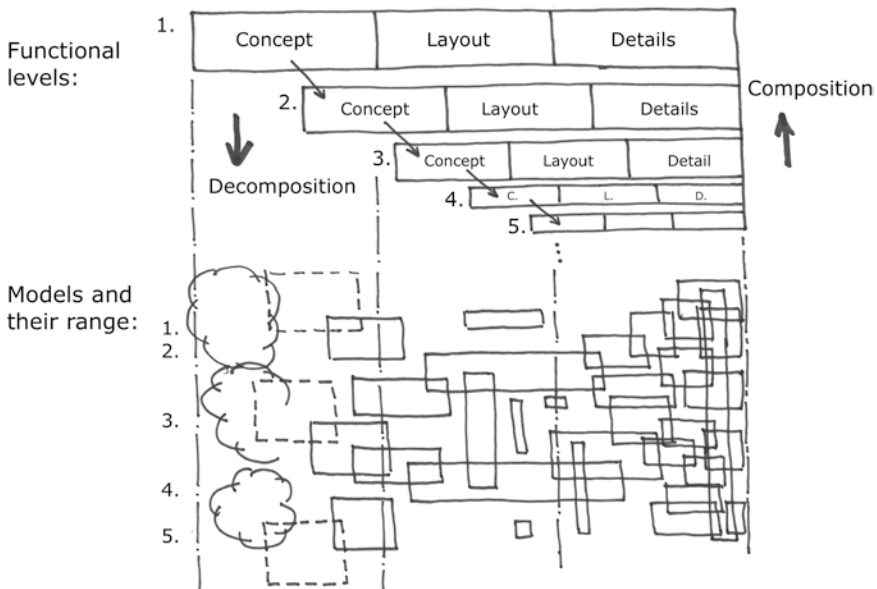 1.
Concept Layout Details
Functional
levels:
2. Concept Layout Details
Composition
3. Concept Layout Detail
Decomposition
4. C. L. D.
5.
Models and
their range:
1.
2.
3.
4.
5.